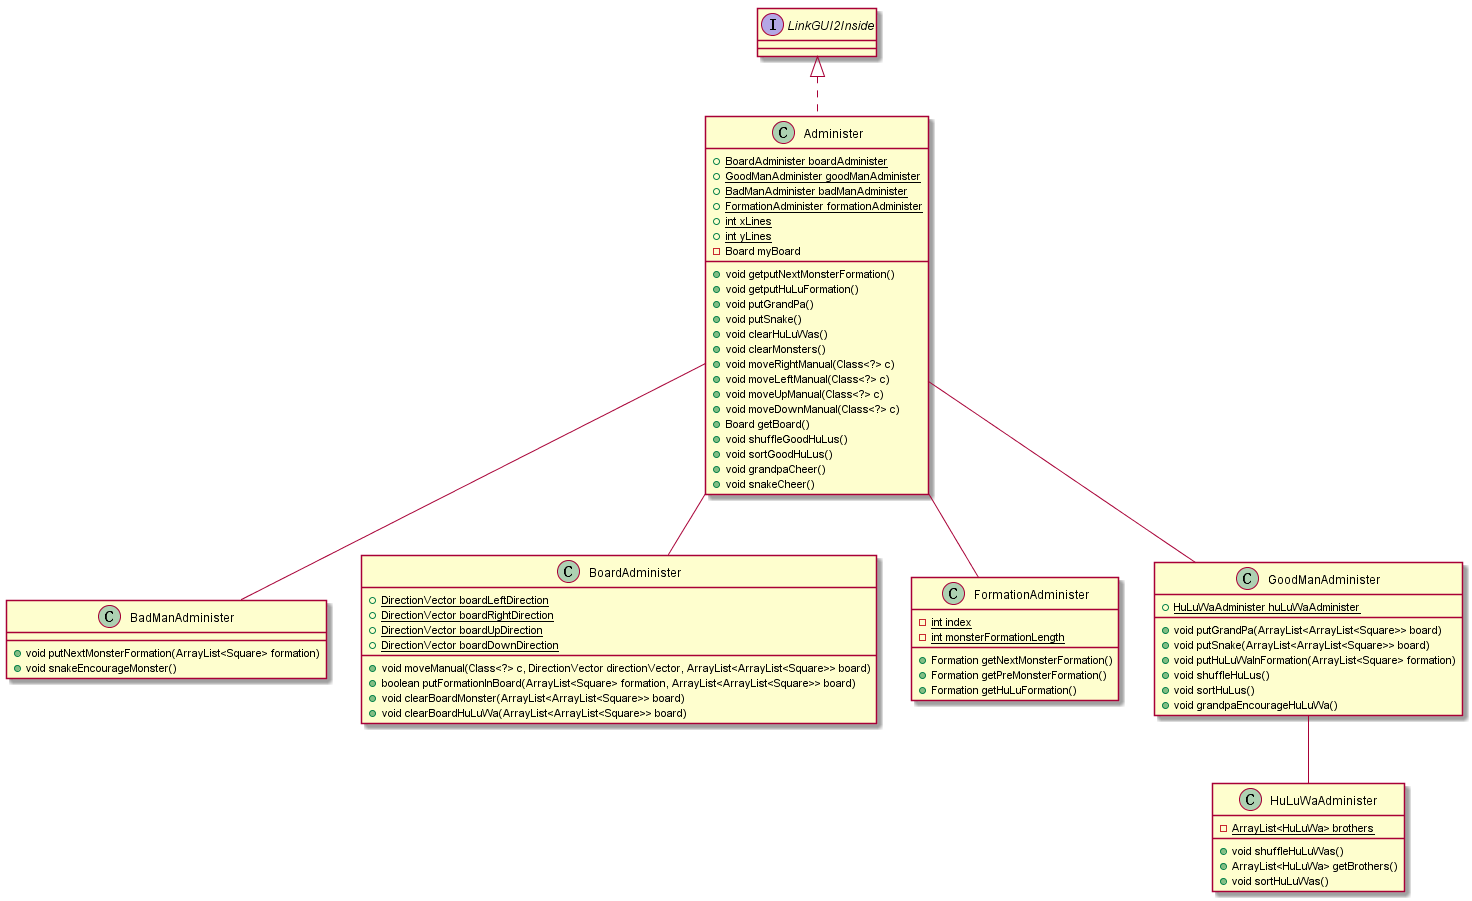 I LinkGUI2Inside
C Administer
BoardAdminister boardAdminister
GoodManAdminister goodManAdminister
BadManAdminister badManAdminister
FormationAdminister formationAdminister
int xLines
int yLines
Board myBoard
void getputNextMonsterFormation()
void getputHuLuFormation()
void putGrandPa()
void putSnake()
void clearHuLuWas()
void clearMonsters()
void moveRightManual(Class<?> c)
void moveLeftManual(Class<?> c)
void moveUpManual(Class<?> c)
void moveDownManual(Class<?> c)
Board getBoard()
void shuffleGoodHuLus()
void sortGoodHuLus()
void grandpaCheer()
void snakeCheer()
C BadManAdminister
void putNextMonsterFormation(ArrayList<Square> formation)
void snakeEncourageMonster()
C BoardAdminister
DirectionVector boardLeftDirection
DirectionVector boardRightDirection
DirectionVector boardUpDirection
DirectionVector boardDownDirection
void moveManual(Class<?> c, DirectionVector directionVector, ArrayList<ArrayList<Square>> board)
boolean putFormationInBoard(ArrayList<Square> formation, ArrayList<ArrayList<Square>> board)
void clearBoardMonster(ArrayList<ArrayList<Square>> board)
void clearBoardHuLuWa(ArrayList<ArrayList<Square>> board)
C FormationAdminister
int index
int monsterFormationLength
Formation getNextMonsterFormation()
Formation getPreMonsterFormation()
Formation getHuLuFormation()
C GoodManAdminister
HuLuWaAdminister huLuWaAdminister
void putGrandPa(ArrayList<ArrayList<Square>> board)
void putSnake(ArrayList<ArrayList<Square>> board)
void putHuLuWaInFormation(ArrayList<Square> formation)
void shuffleHuLus()
void sortHuLus()
void grandpaEncourageHuLuWa()
C HuLuWaAdminister
ArrayList<HuLuWa> brothers
void shuffleHuLuWas()
ArrayList<HuLuWa> getBrothers()
void sortHuLuWas()